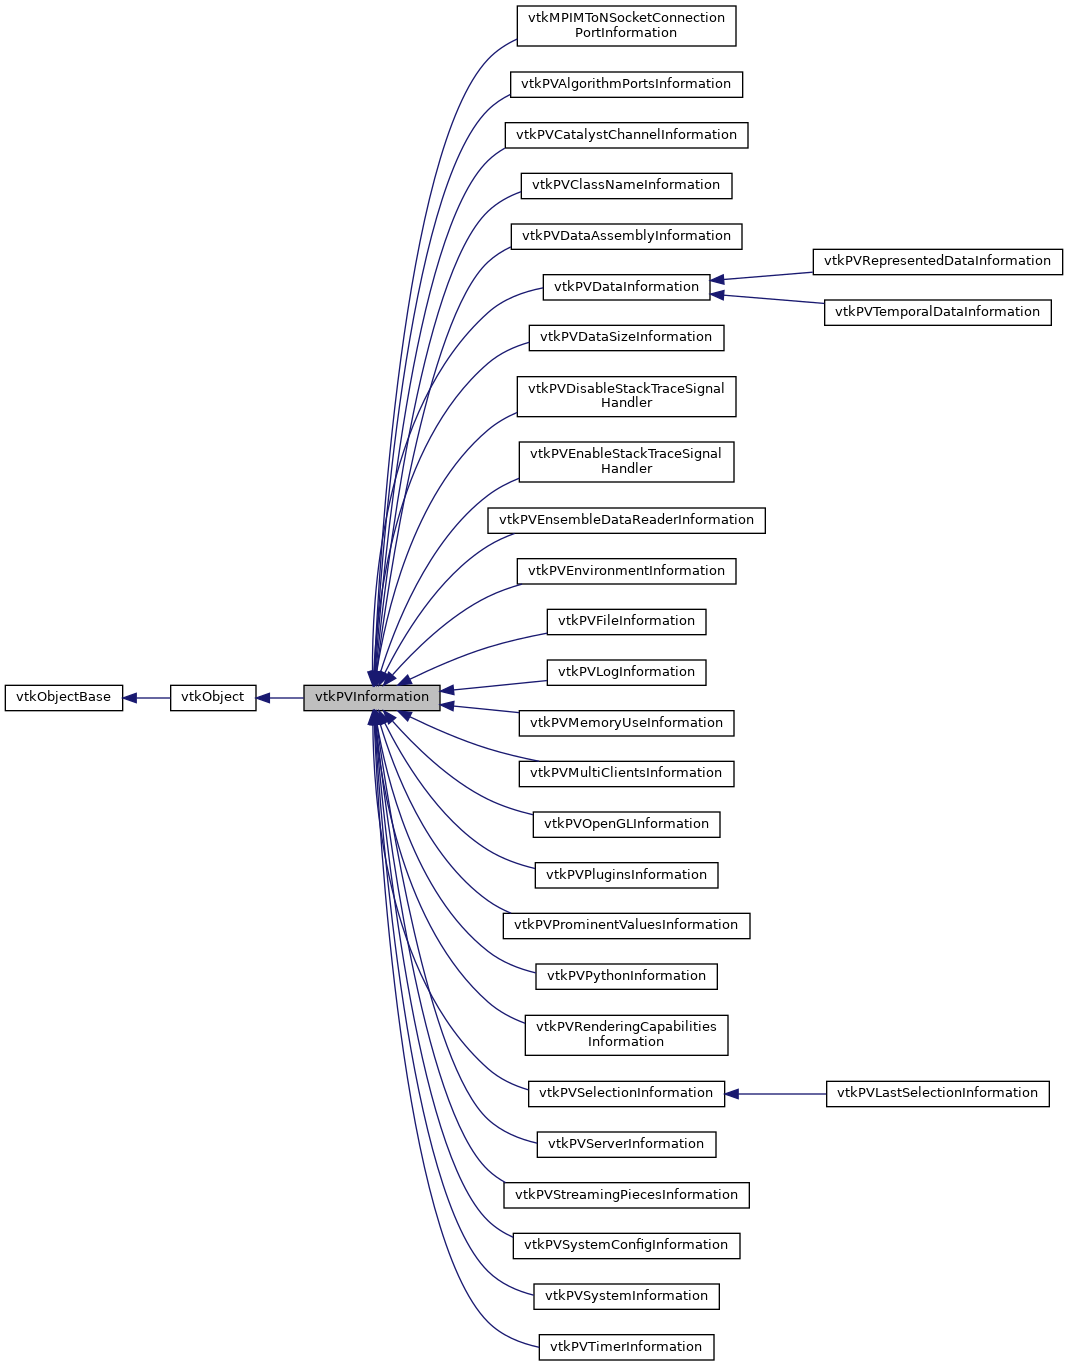 vtkMPIMToNSocketConnection
PortInformation
vtkPVAlgorithmPortsInformation
vtkPVCatalystChannelInformation
vtkPVClassNameInformation
vtkPVDataAssemblyInformation
vtkPVRepresentedDataInformation
vtkPVDataInformation
vtkPVTemporalDataInformation
vtkPVDataSizeInformation
vtkPVDisableStackTraceSignal
Handler
vtkPVEnableStackTraceSignal
Handler
vtkPVEnsembleDataReaderInformation
vtkPVEnvironmentInformation
vtkPVFileInformation
vtkPVLogInformation
vtkObjectBase
vtkObject
vtkPVInformation
vtkPVMemoryUseInformation
vtkPVMultiClientsInformation
vtkPVOpenGLInformation
vtkPVPluginsInformation
vtkPVProminentValuesInformation
vtkPVPythonInformation
vtkPVRenderingCapabilities
Information
vtkPVSelectionInformation
vtkPVLastSelectionInformation
vtkPVServerInformation
vtkPVStreamingPiecesInformation
vtkPVSystemConfigInformation
vtkPVSystemInformation
vtkPVTimerInformation